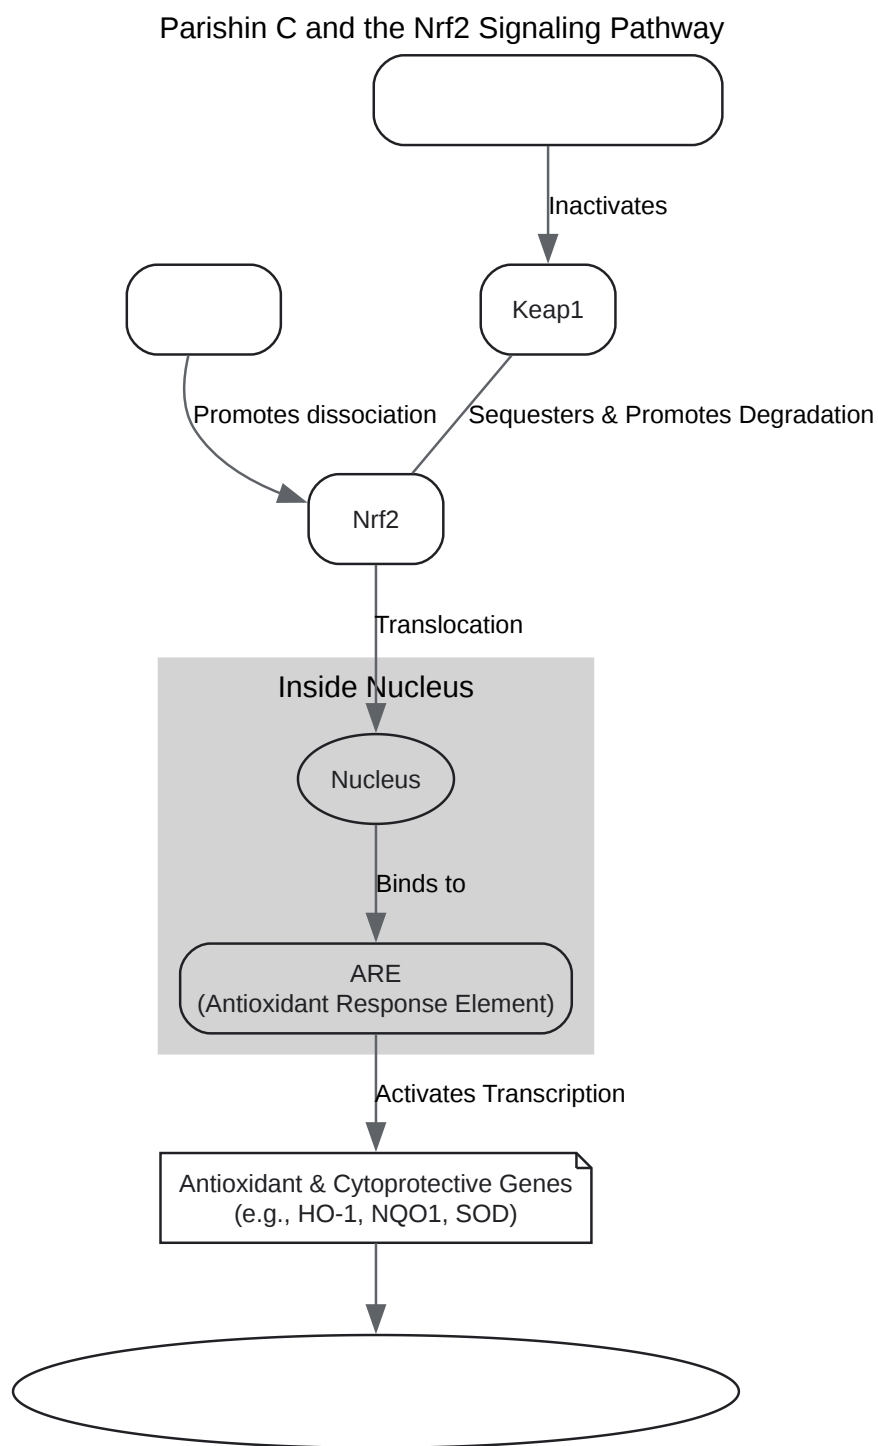 Parishin C and the Nrf2 Signaling Pathway
Inactivates
Keap1
Promotes dissociation
Sequesters & Promotes Degradation
Nrf2
Translocation
Inside Nucleus
Nucleus
Binds to
ARE
(Antioxidant Response Element)
Activates Transcription
Antioxidant & Cytoprotective Genes
(e.g., HO-1, NQO1, SOD)